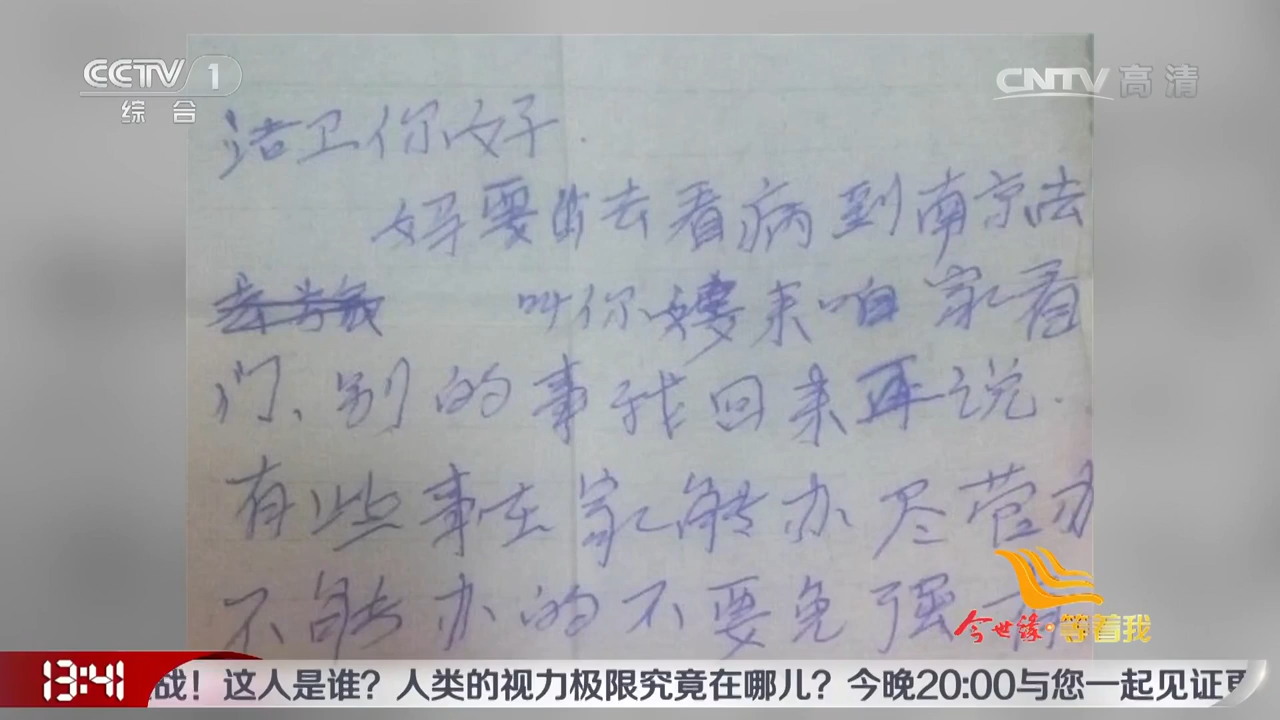 CCTV 1
综合
CNTV 高清
洁卫你好.
妈要出去看病到南京去
叫你嫂来咱家看
门、别的事我回来再说.
有些事在家能办尽管办
不能办的不要免强
今世缘·等着我
13:41
战！这人是谁？人类的视力极限究竟在哪儿？今晚20:00与您一起见证